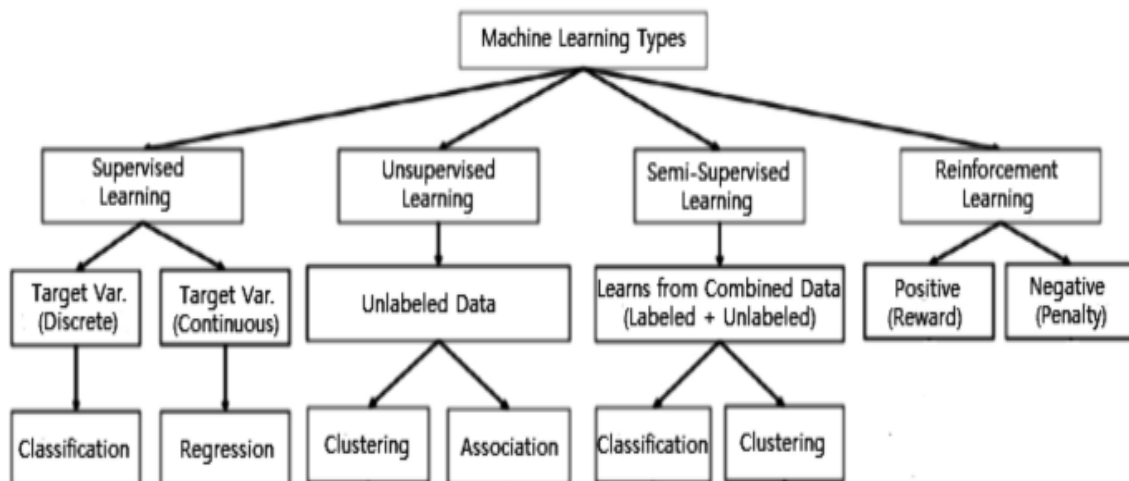 Machine Learning Types
Supervised
Learning
Unsupervised
Learning
Semi-Supervised
Learning
Reinforcement
Learning
Target Var.
(Discrete)
Target Var.
(Continuous)
Unlabeled Data
Learns from Combined Data
(Labeled + Unlabeled)
Positive
(Reward)
Negative
(Penalty)
Classification
Regression
Clustering
Association
Classification
Clustering